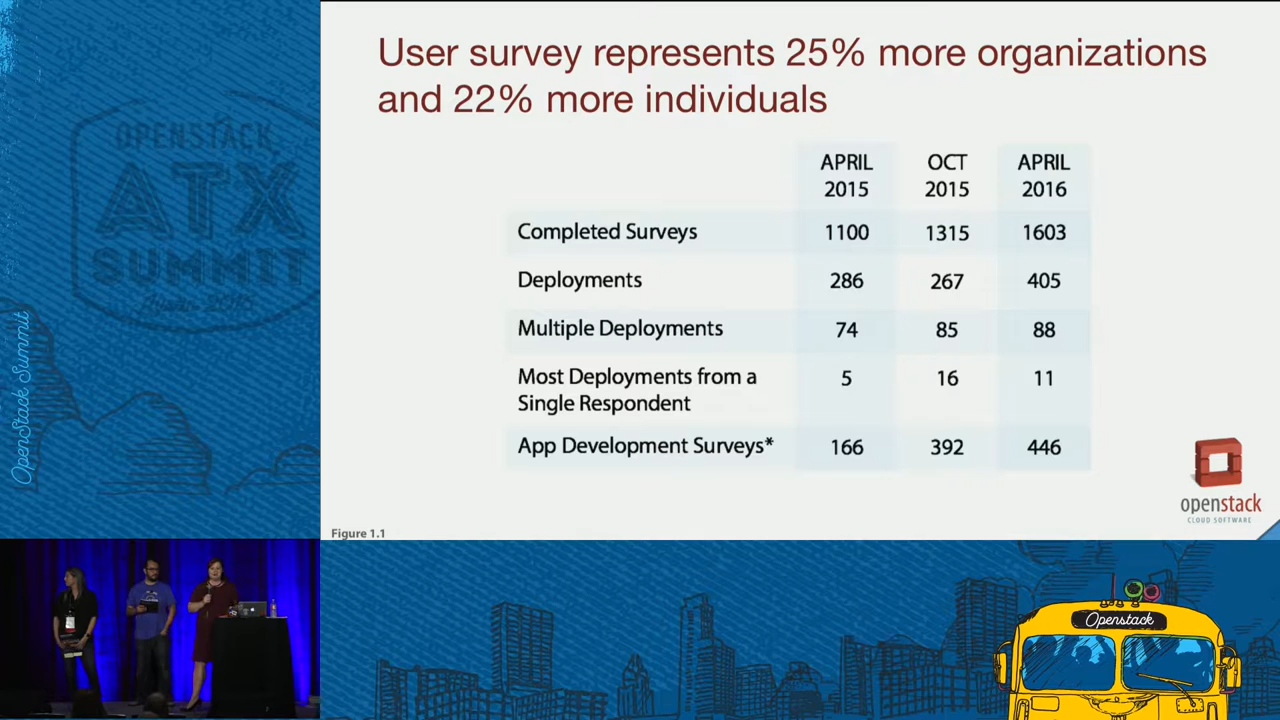 User survey represents 25% more organizations
and 22% more individuals
APRIL 2015 OCT 2015 APRIL 2016
Completed Surveys 1100 1315 1603
Deployments 286 267 405
Multiple Deployments 74 85 88
Most Deployments from a
Single Respondent 5 16 11
App Development Surveys* 166 392 446
openstack
CLOUD SOFTWARE
Figure 1.1
OPENSTACK
ATX
SUMMIT
OpenStack Summit
Openstack